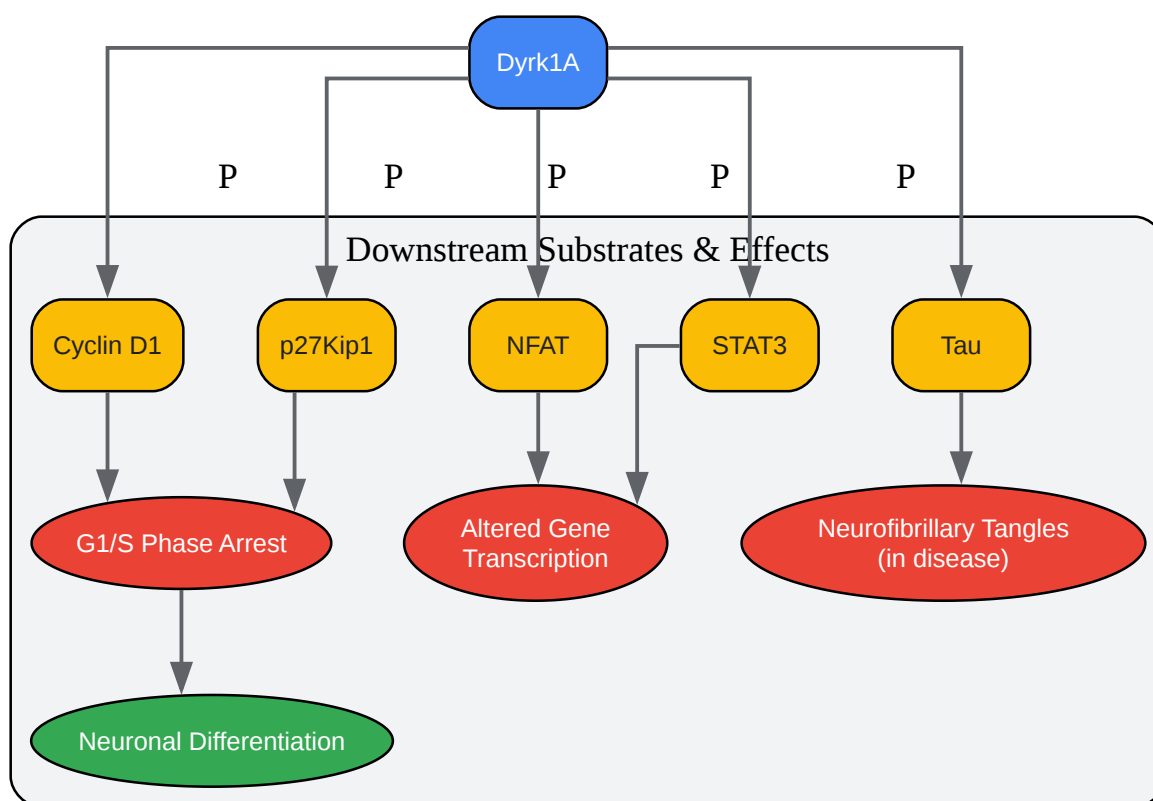 Dyrk1A
P P P P P
Downstream Substrates & Effects
Cyclin D1 p27Kip1 NFAT STAT3 Tau
G1/S Phase Arrest
Altered Gene
Transcription
Neurofibrillary Tangles
(in disease)
Neuronal Differentiation